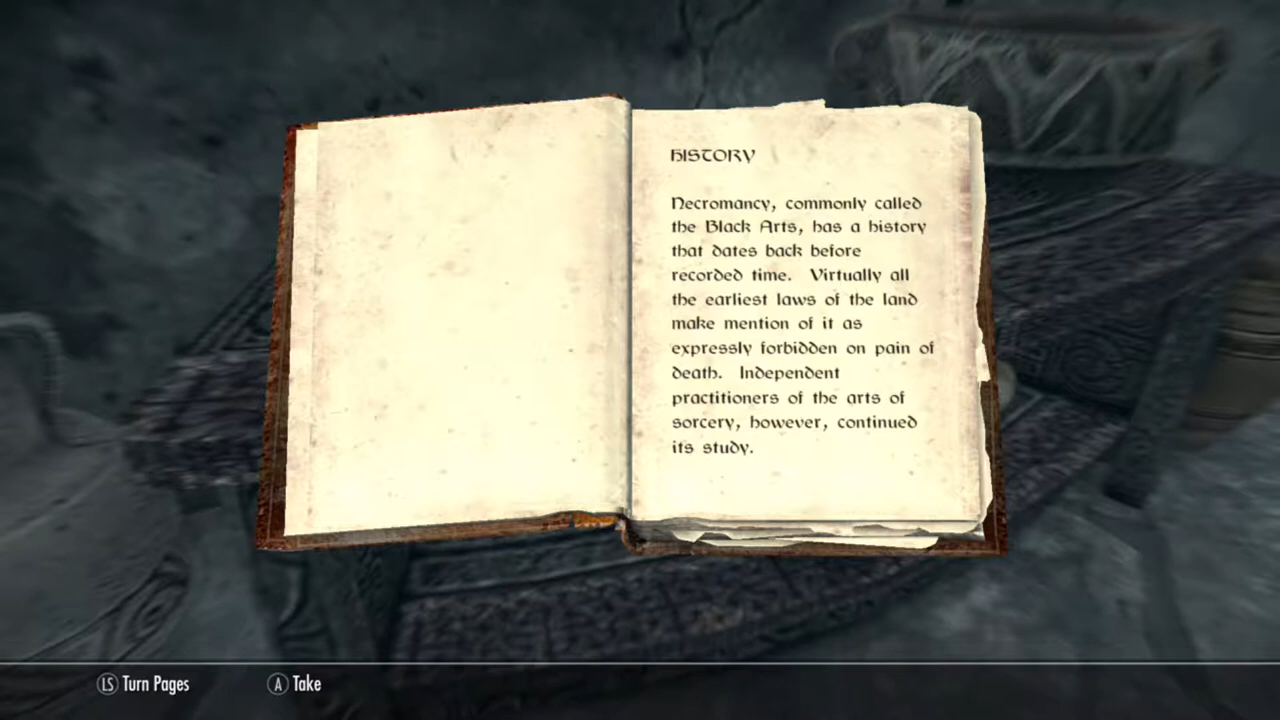 HISTORY
Necromancy, commonly called
the Black Arts, has a history
that dates back before
recorded time.  Virtually all
the earliest laws of the land
make mention of it as
expressly forbidden on pain of
death.  Independent
practitioners of the arts of
sorcery, however, continued
its study.
LS Turn Pages
A Take